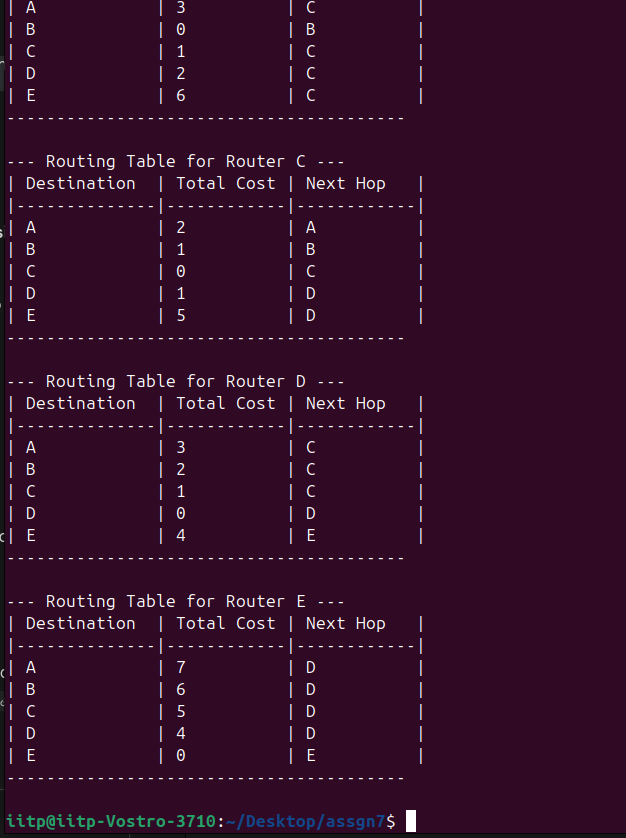 | A | 3 | C |
| B | 0 | B |
| C | 1 | C |
| D | 2 | C |
| E | 6 | C |
----------------------------------------
--- Routing Table for Router C ---
| Destination | Total Cost | Next Hop |
|--------------|------------|------------|
| A | 2 | A |
| B | 1 | B |
| C | 0 | C |
| D | 1 | D |
| E | 5 | D |
----------------------------------------
--- Routing Table for Router D ---
| Destination | Total Cost | Next Hop |
|--------------|------------|------------|
| A | 3 | C |
| B | 2 | C |
| C | 1 | C |
| D | 0 | D |
| E | 4 | E |
----------------------------------------
--- Routing Table for Router E ---
| Destination | Total Cost | Next Hop |
|--------------|------------|------------|
| A | 7 | D |
| B | 6 | D |
| C | 5 | D |
| D | 4 | D |
| E | 0 | E |
----------------------------------------
iitp@iitp-Vostro-3710:~/Desktop/assgn7$